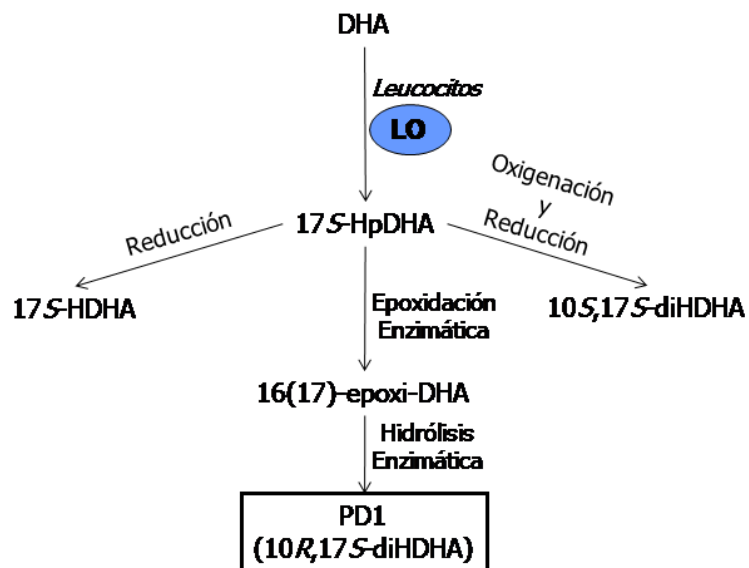 DHA
Leucocitos
LO
Oxigenación
y
Reducción
Reducción
17S-HpDHA
17S-HDHA
10S,17S-diHDHA
Epoxidación
Enzimática
16(17)-epoxi-DHA
Hidrólisis
Enzimática
PD1
(10R,17S-diHDHA)